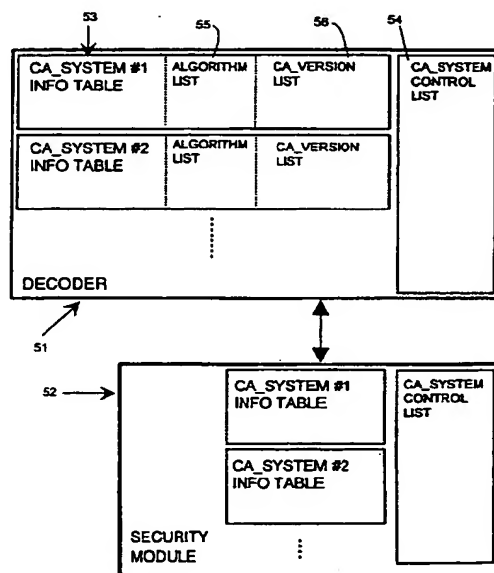 53
55
56
54
CA_SYSTEM #1
INFO TABLE
ALGORITHM
LIST
CA_VERSION
LIST
CA_SYSTEM
CONTROL
LIST
CA_SYSTEM #2
INFO TABLE
ALGORITHM
LIST
CA_VERSION
LIST
DECODER
51
52
CA_SYSTEM #1
INFO TABLE
CA_SYSTEM
CONTROL
LIST
CA_SYSTEM #2
INFO TABLE
SECURITY
MODULE